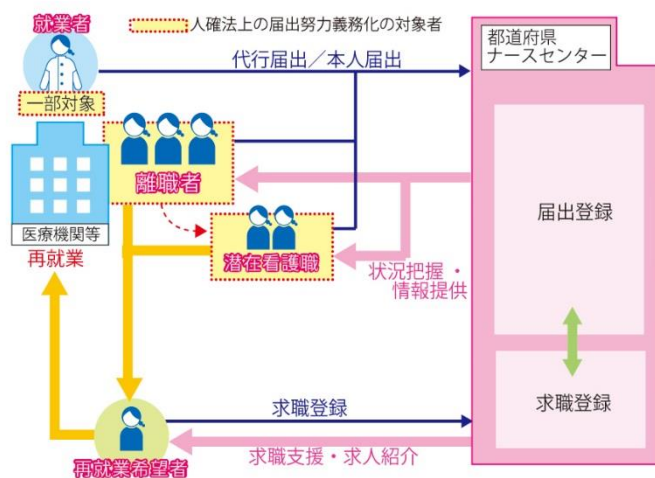 人確法上の届出努力義務化の対象者
就業者
一部対象
代行届出／本人届出
都道府県
ナースセンター
離職者
医療機関等
再就業
潜在看護職
状況把握・
情報提供
届出登録
求職登録
求職登録
求職支援・求人紹介
再就業希望者